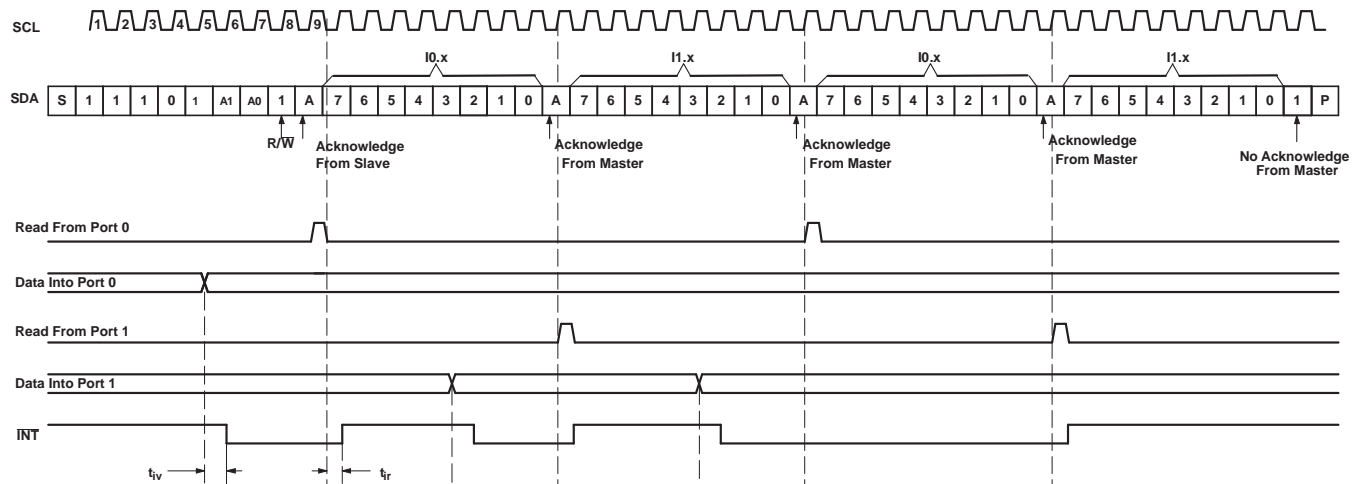 SCL 1 2 3 4 5 6 7 8 9
I0.x I1.x I0.x I1.x
SDA S 1 1 1 0 1 A1 A0 1 A 7 6 5 4 3 2 1 0 A 7 6 5 4 3 2 1 0 A 7 6 5 4 3 2 1 0 A 7 6 5 4 3 2 1 0 1 P
R/W
Acknowledge
From Slave
Acknowledge
From Master
Acknowledge
From Master
Acknowledge
From Master
No Acknowledge
From Master
Read From Port 0
Data Into Port 0
Read From Port 1
Data Into Port 1
INT
tiv
tir